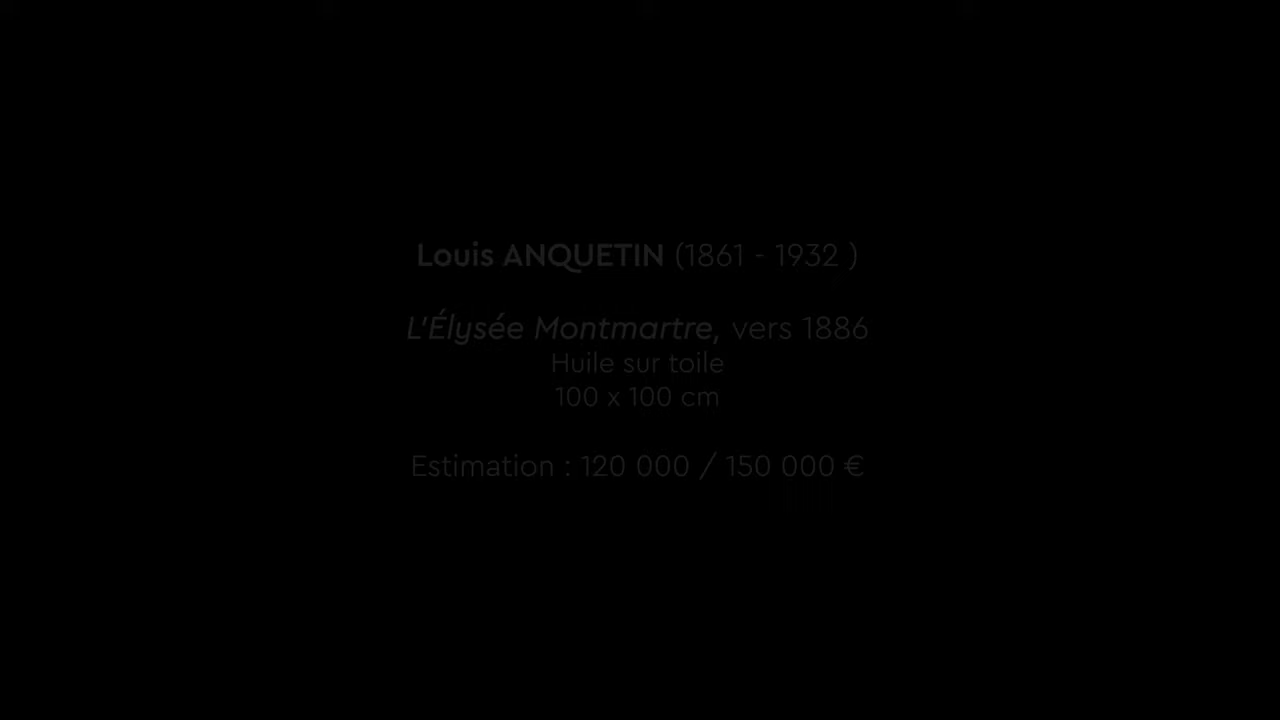 Louis ANQUETIN (1861 - 1932 )
L'Élysée Montmartre, vers 1886
Huile sur toile
100 x 100 cm
Estimation : 120 000 / 150 000 €